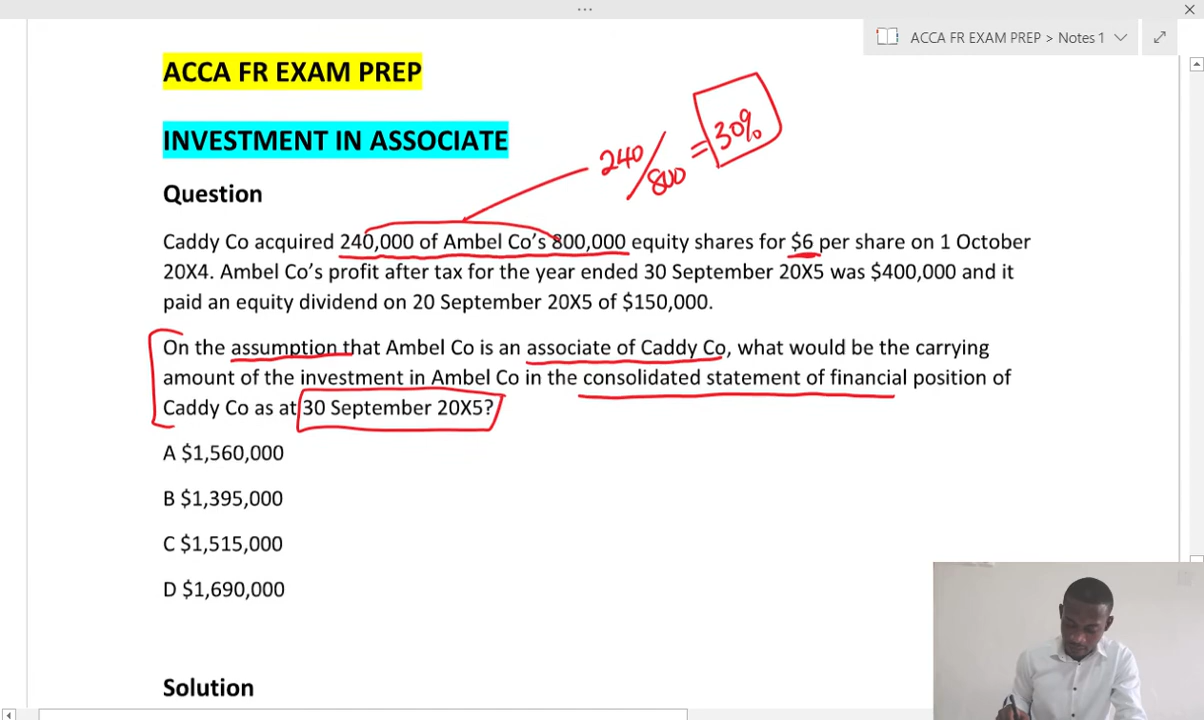 ACCA FR EXAM PREP > Notes 1
ACCA FR EXAM PREP
INVESTMENT IN ASSOCIATE
240/800 = 30%
Question
Caddy Co acquired 240,000 of Ambel Co's 800,000 equity shares for $6 per share on 1 October
20X4. Ambel Co's profit after tax for the year ended 30 September 20X5 was $400,000 and it
paid an equity dividend on 20 September 20X5 of $150,000.
On the assumption that Ambel Co is an associate of Caddy Co, what would be the carrying
amount of the investment in Ambel Co in the consolidated statement of financial position of
Caddy Co as at 30 September 20X5?
A $1,560,000
B $1,395,000
C $1,515,000
D $1,690,000
Solution